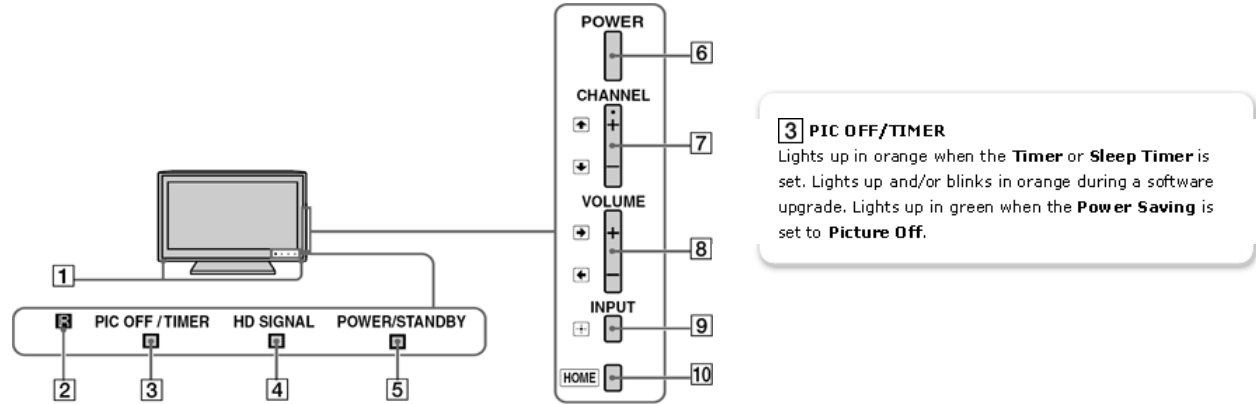 POWER
6
CHANNEL
+
7
−
VOLUME
+
8
−
INPUT
9
HOME
10
1
R PIC OFF / TIMER HD SIGNAL POWER/STANDBY
2 3 4 5
3 PIC OFF/TIMER
Lights up in orange when the Timer or Sleep Timer is
set. Lights up and/or blinks in orange during a software
upgrade. Lights up in green when the Power Saving is
set to Picture Off.